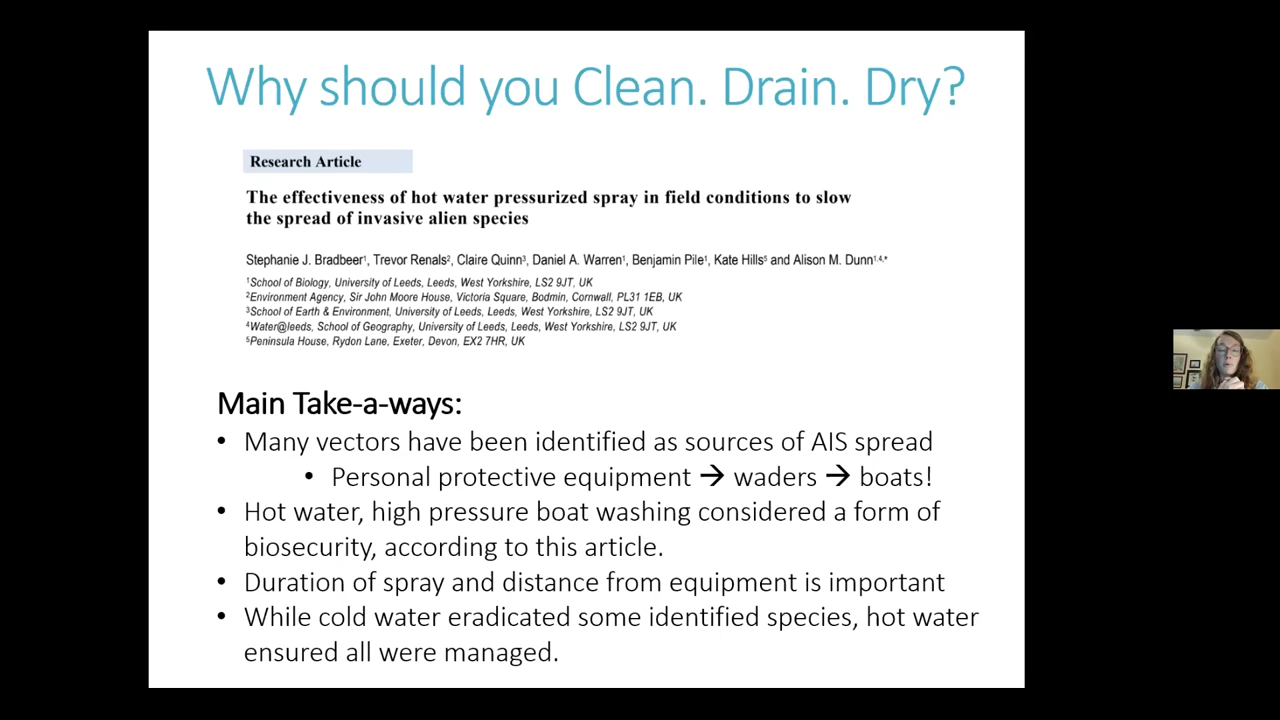 Why should you Clean. Drain. Dry?
Research Article
The effectiveness of hot water pressurized spray in field conditions to slow
the spread of invasive alien species
Stephanie J. Bradbeer¹, Trevor Renals², Claire Quinn³, Daniel A. Warren¹, Benjamin Pile¹, Kate Hills⁵ and Alison M. Dunn¹,⁴,*
¹School of Biology, University of Leeds, Leeds, West Yorkshire, LS2 9JT, UK
²Environment Agency, Sir John Moore House, Victoria Square, Bodmin, Cornwall, PL31 1EB, UK
³School of Earth & Environment, University of Leeds, Leeds, West Yorkshire, LS2 9JT, UK
⁴Water@leeds, School of Geography, University of Leeds, Leeds, West Yorkshire, LS2 9JT, UK
⁵Peninsula House, Rydon Lane, Exeter, Devon, EX2 7HR, UK
Main Take-a-ways:
• Many vectors have been identified as sources of AIS spread
• Personal protective equipment → waders → boats!
• Hot water, high pressure boat washing considered a form of
biosecurity, according to this article.
• Duration of spray and distance from equipment is important
• While cold water eradicated some identified species, hot water
ensured all were managed.